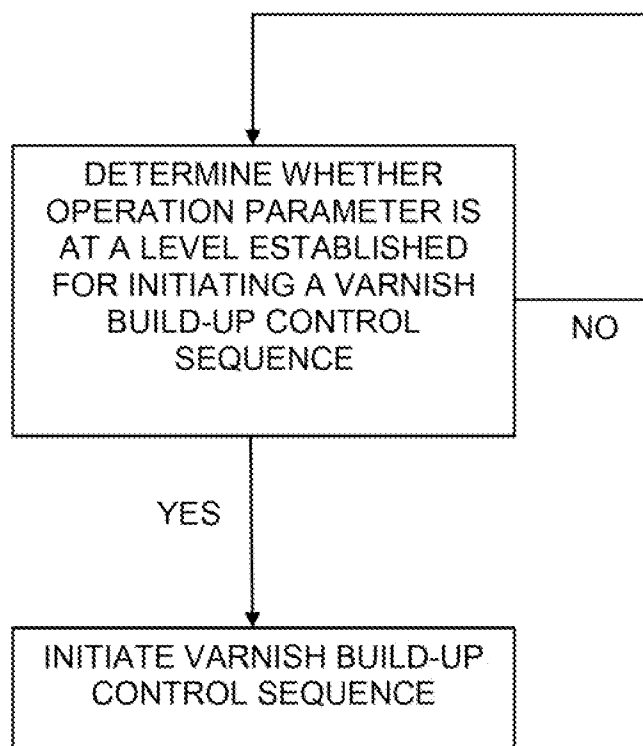 DETERMINE WHETHER
OPERATION PARAMETER IS
AT A LEVEL ESTABLISHED
FOR INITIATING A VARNISH
BUILD-UP CONTROL
SEQUENCE
NO
YES
INITIATE VARNISH BUILD-UP
CONTROL SEQUENCE